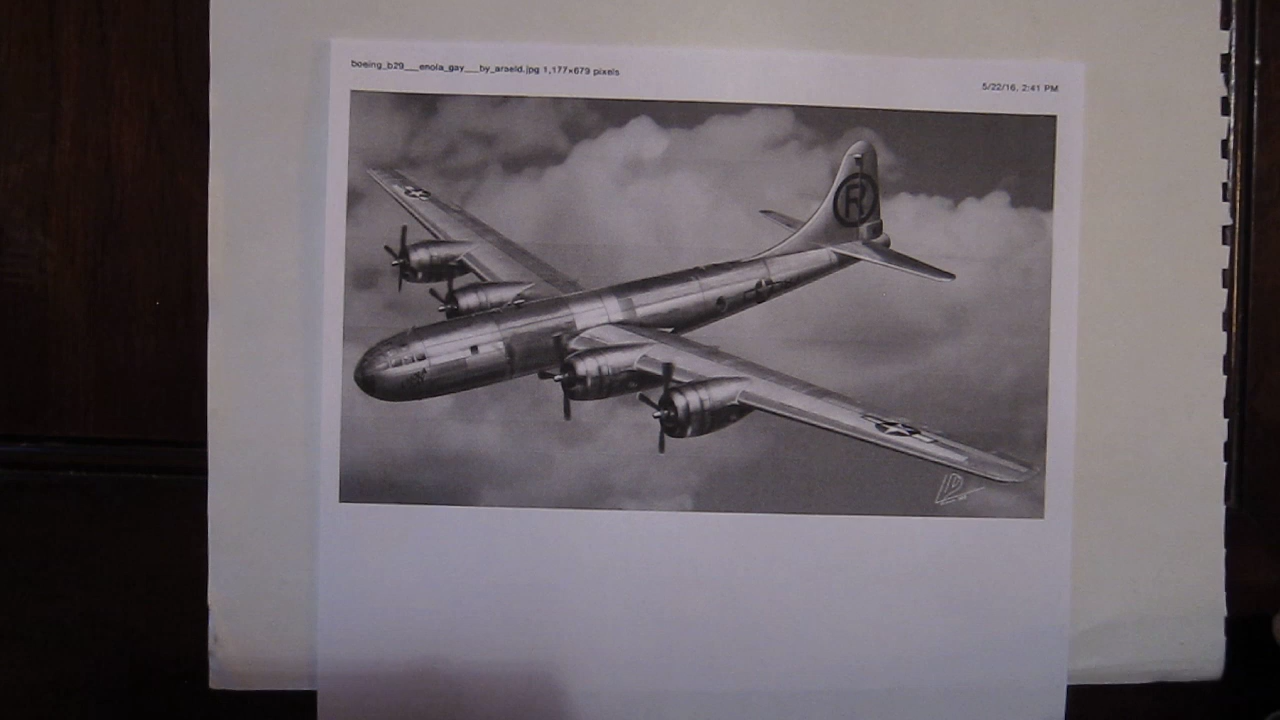 boeing_b29___enola_gay___by_araeld.jpg 1,177×679 pixels
5/22/16, 2:41 PM
R